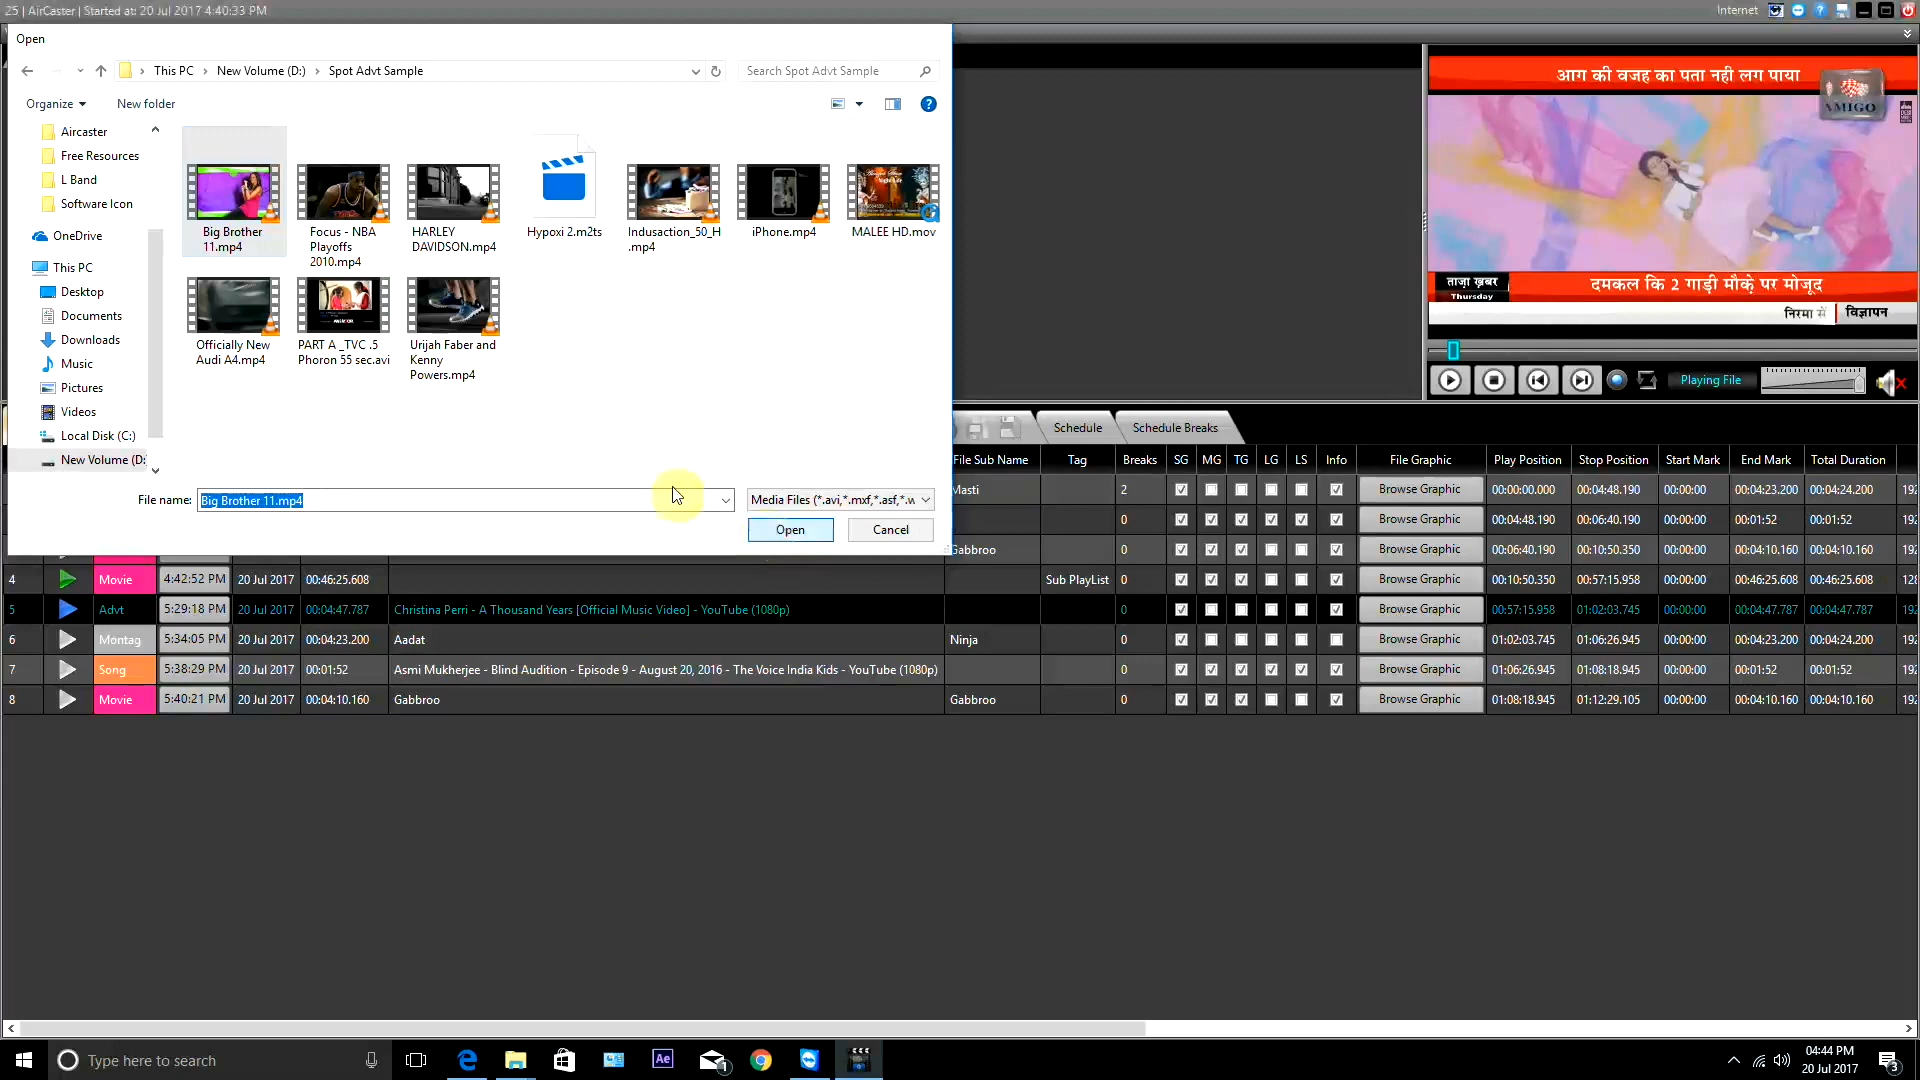 25 | AirCaster | Started at: 20 Jul 2017 4:40:33 PM
Internet
Open
This PC › New Volume (D:) › Spot Advt Sample
Search Spot Advt Sample
Organize
New folder
Aircaster
Free Resources
L Band
Software Icon
OneDrive
This PC
Desktop
Documents
Downloads
Music
Pictures
Videos
Local Disk (C:)
New Volume (D:
Big Brother
11.mp4
Focus - NBA
Playoffs
2010.mp4
HARLEY
DAVIDSON.mp4
Hypoxi 2.m2ts
Indusaction_50_H
.mp4
iPhone.mp4
MALEE HD.mov
Officially New
Audi A4.mp4
PART A _TVC .5
Phoron 55 sec.avi
Urijah Faber and
Kenny
Powers.mp4
File name:
Big Brother 11.mp4
Media Files (*.avi,*.mxf,*.asf,*.w
Open
Cancel
आग की वजह का पता नही लग पाया
AMIGO
ताज़ा ख़बर
Thursday
दमकल कि 2 गाड़ी मौके़ पर मोजूद
निरमा से
विज्ञापन
Playing File
Schedule
Schedule Breaks
File Sub Name Tag Breaks SG MG TG LG LS Info File Graphic Play Position Stop Position Start Mark End Mark Total Duration
Masti 2 Browse Graphic 00:00:00.000 00:04:48.190 00:00:00 00:04:23.200 00:04:24.200 192
0 Browse Graphic 00:04:48.190 00:06:40.190 00:00:00 00:01:52 00:01:52 192
Gabbroo 0 Browse Graphic 00:06:40.190 00:10:50.350 00:00:00 00:04:10.160 00:04:10.160 192
4 Movie 4:42:52 PM 20 Jul 2017 00:46:25.608 Sub PlayList 0 Browse Graphic 00:10:50.350 00:57:15.958 00:00:00 00:46:25.608 00:46:25.608 128
5 Advt 5:29:18 PM 20 Jul 2017 00:04:47.787 Christina Perri - A Thousand Years [Official Music Video] - YouTube (1080p) 0 Browse Graphic 00:57:15.958 01:02:03.745 00:00:00 00:04:47.787 00:04:47.787 192
6 Montag 5:34:05 PM 20 Jul 2017 00:04:23.200 Aadat Ninja 0 Browse Graphic 01:02:03.745 01:06:26.945 00:00:00 00:04:23.200 00:04:24.200 192
7 Song 5:38:29 PM 20 Jul 2017 00:01:52 Asmi Mukherjee - Blind Audition - Episode 9 - August 20, 2016 - The Voice India Kids - YouTube (1080p) 0 Browse Graphic 01:06:26.945 01:08:18.945 00:00:00 00:01:52 00:01:52 192
8 Movie 5:40:21 PM 20 Jul 2017 00:04:10.160 Gabbroo Gabbroo 0 Browse Graphic 01:08:18.945 01:12:29.105 00:00:00 00:04:10.160 00:04:10.160 192
Type here to search
Ae
1
04:44 PM
20 Jul 2017
3